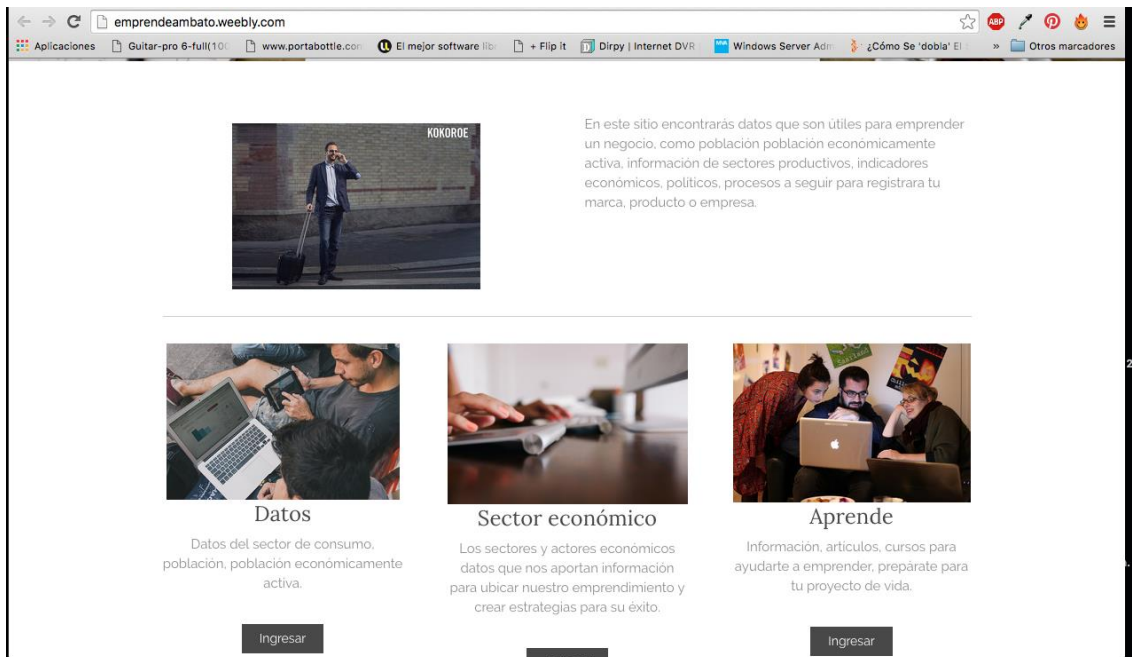 emprendeambato.weebly.com
ABP
Aplicaciones
Guitar-pro 6-full(100
www.portabottle.com
El mejor software lib
+ Flip it
Dirpy | Internet DVR
Windows Server Adm
¿Cómo Se 'dobla' El
»
Otros marcadores
KOKOROE
En este sitio encontrarás datos que son útiles para emprender
un negocio, como población población económicamente
activa, información de sectores productivos, indicadores
económicos, políticos, procesos a seguir para registrara tu
marca, producto o empresa.
Datos
Datos del sector de consumo,
población, población económicamente
activa.
Ingresar
Sector económico
Los sectores y actores económicos
datos que nos aportan información
para ubicar nuestro emprendimiento y
crear estrategias para su éxito.
Aprende
Información, artículos, cursos para
ayudarte a emprender, prepárate para
tu proyecto de vida.
Ingresar